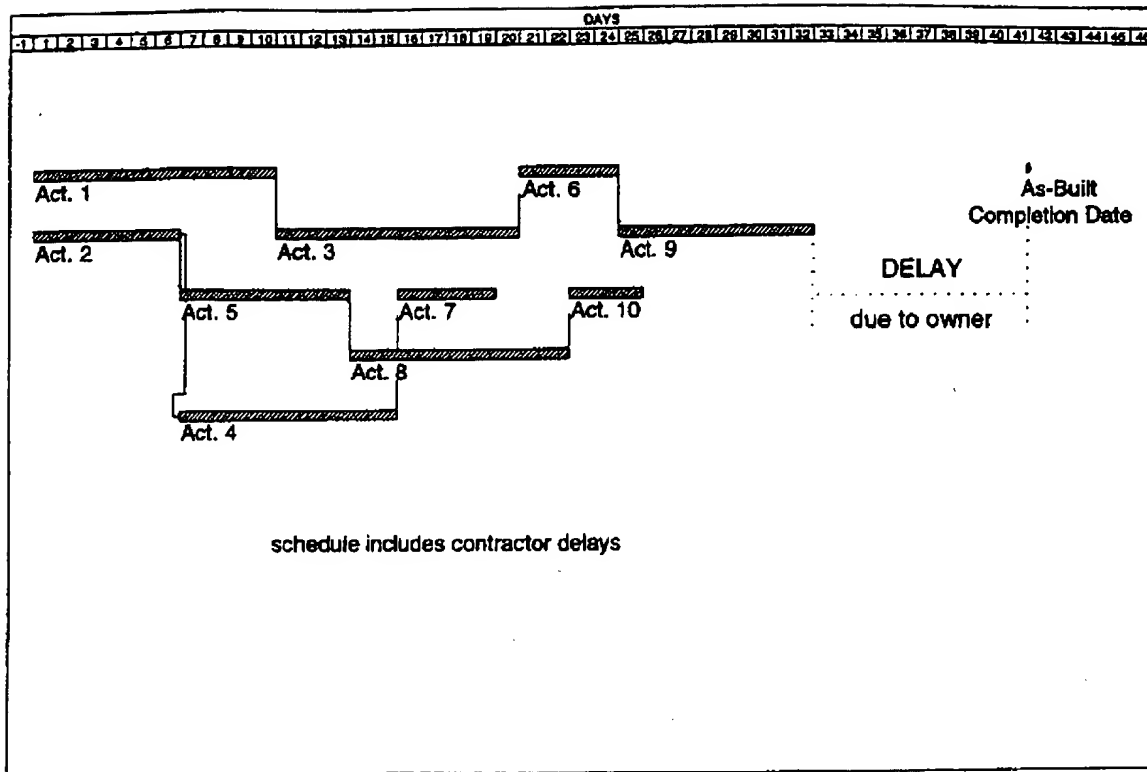 DAYS
-1 1 2 3 4 5 6 7 8 9 10 11 12 13 14 15 16 17 18 19 20 21 22 23 24 25 26 27 28 29 30 31 32 33 34 35 36 37 38 39 40 41 42 43 44 45 46
Act. 1
Act. 6
As-Built
Completion Date
Act. 2
Act. 3
Act. 9
DELAY
Act. 5
Act. 7
Act. 10
due to owner
Act. 8
Act. 4
schedule includes contractor delays